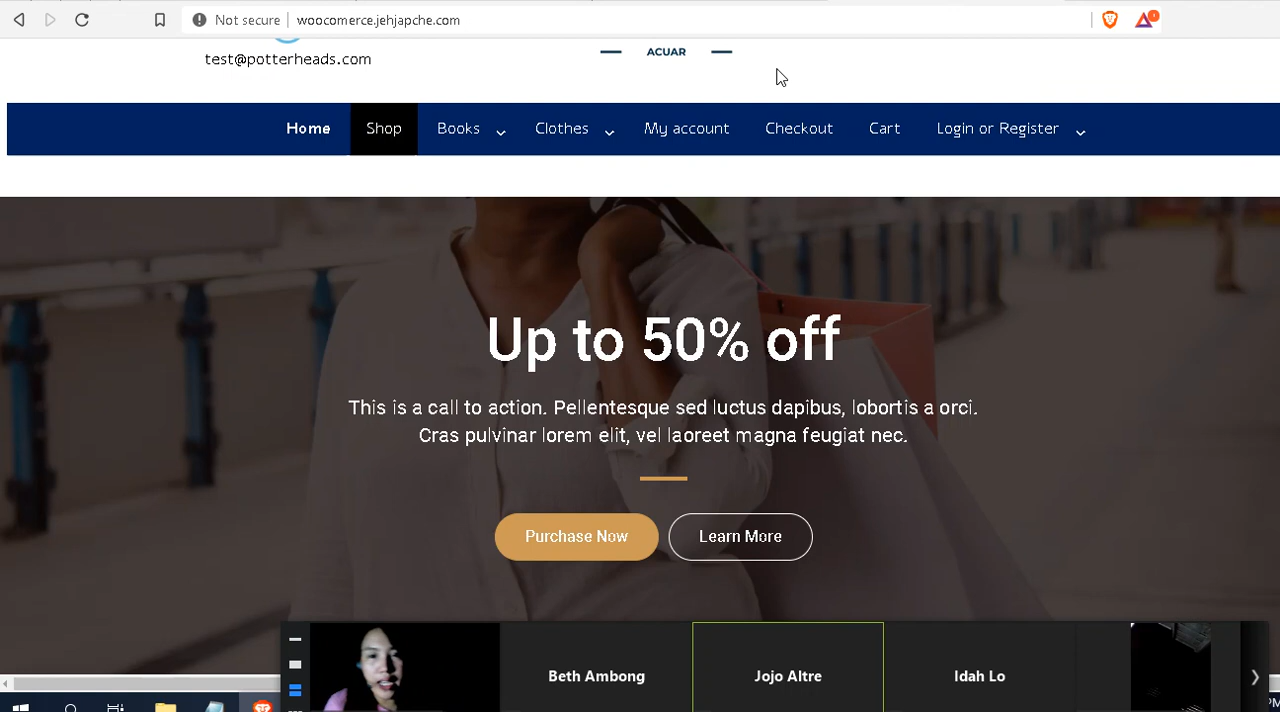 Not secure woocomerce.jehjapche.com
test@potterheads.com
ACUAR
Home Shop Books Clothes My account Checkout Cart Login or Register
Up to 50% off
This is a call to action. Pellentesque sed luctus dapibus, lobortis a orci.
Cras pulvinar lorem elit, vel laoreet magna feugiat nec.
Purchase Now Learn More
Beth Ambong Jojo Altre Idah Lo